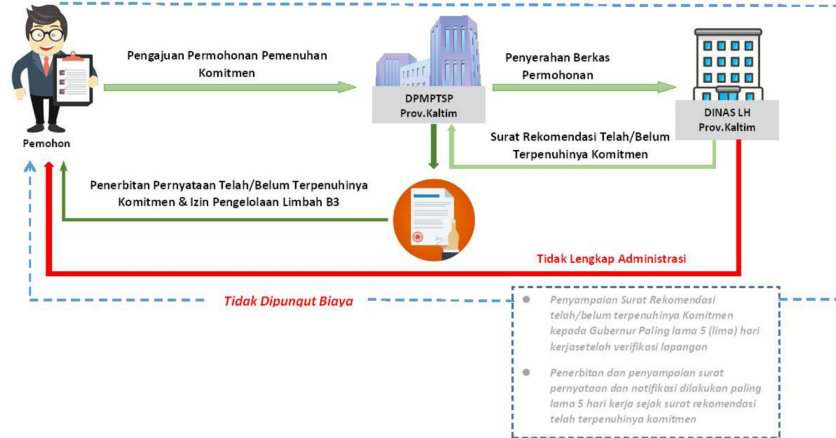 Pengajuan Permohonan Pemenuhan
Komitmen
Penyerahan Berkas
Permohonan
DPMPTSP
Prov.Kaltim
DINAS LH
Prov.Kaltim
Pemohon
Surat Rekomendasi Telah/Belum
Terpenuhinya Komitmen
Penerbitan Pernyataan Telah/Belum Terpenuhinya
Komitmen & Izin Pengelolaan Limbah B3
Tidak Lengkap Administrasi
Tidak Dipungut Biaya
● Penyampaian Surat Rekomendasi
telah/belum terpenuhinya Komitmen
kepada Gubernur Paling lama 5 (lima) hari
kerjasetelah verifikasi lapangan
● Penerbitan dan penyampaian surat
pernyataan dan notifikasi dilakukan paling
lama 5 hari kerja sejak surat rekomendasi
telah terpenuhinya komitmen